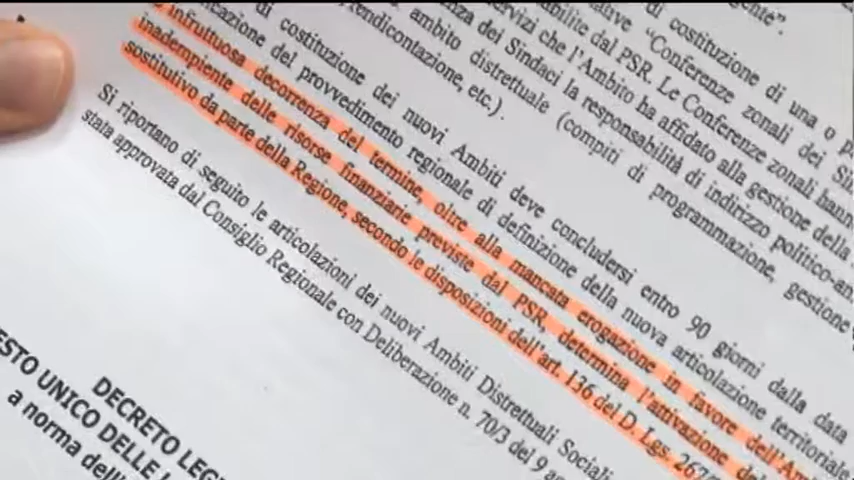 di costituzione di una o
“Conferenze zonali dei
dal PSR. Le Conferenze zonali hann
servizi che l'Ambito ha affidato alla gestione della
dei Sindaci la responsabilità di indirizzo politico-am
ambito distrettuale (compiti di programmazione, gestione
rendicontazione, etc.).
di costituzione dei nuovi Ambiti deve concludersi entro 90 giorni dalla data
icazione del provvedimento regionale di definizione della nuova articolazione territoriale
infruttuosa decorrenza del termine, oltre alla mancata erogazione in favore dell'Am
inadempiente delle risorse finanziarie previste dal PSR, determina l'attivazione del
sostitutivo da parte della Regione, secondo le disposizioni dell'art. 136 del D. Lgs. 267/
Si riportano di seguito le articolazioni dei nuovi Ambiti Distrettuali Sociali
stata approvata dal Consiglio Regionale con Deliberazione n. 70/3 del 9
DECRETO LEG
ESTO UNICO DELLE
a norma dell'